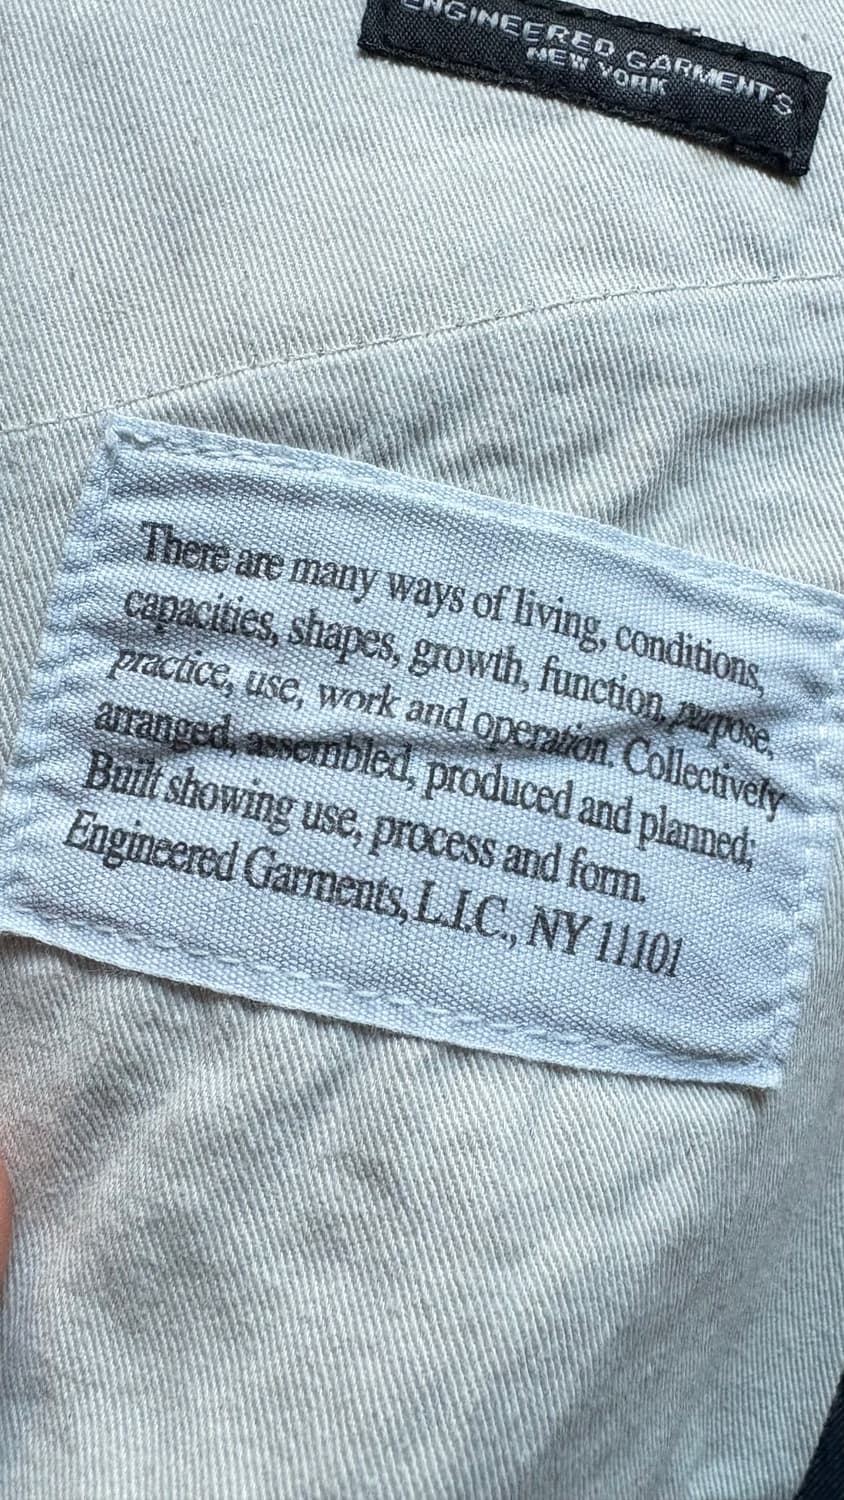 ENGINEERED GARMENTS
NEW YORK
There are many ways of living, conditions,
capacities, shapes, growth, function, purpose,
practice, use, work and operation. Collectively
arranged, assembled, produced and planned;
Built showing use, process and form.
Engineered Garments, L.I.C., NY 11101